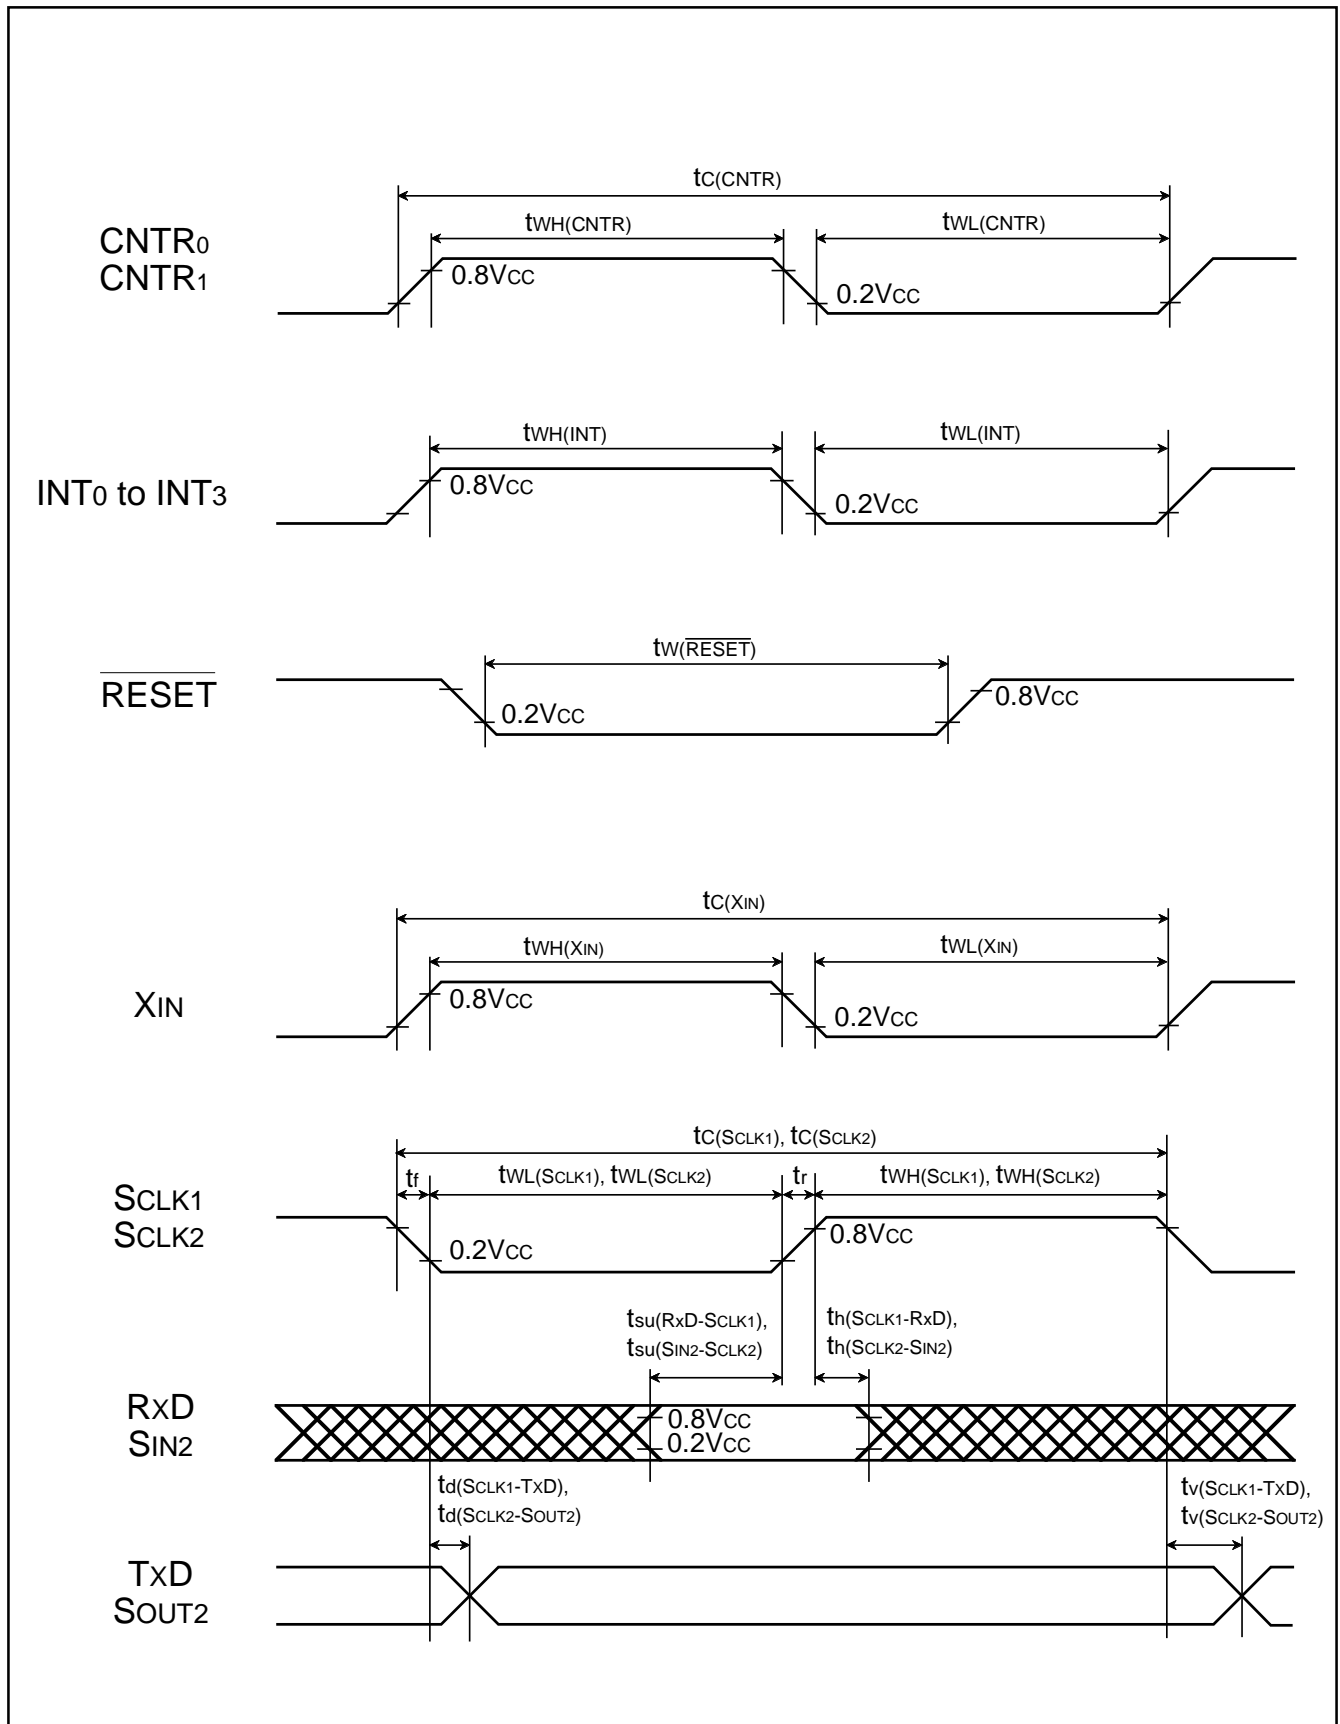 tC(CNTR)
tWH(CNTR)
tWL(CNTR)
CNTR0
CNTR1
0.8VCC
0.2VCC
tWH(INT)
tWL(INT)
INT0 to INT3
0.8VCC
0.2VCC
tW(RESET)
RESET
0.2VCC
0.8VCC
tC(XIN)
tWH(XIN)
tWL(XIN)
XIN
0.8VCC
0.2VCC
tC(SCLK1), tC(SCLK2)
tf
tWL(SCLK1), tWL(SCLK2)
tr
tWH(SCLK1), tWH(SCLK2)
SCLK1
SCLK2
0.2VCC
0.8VCC
tsu(RXD-SCLK1),
tsu(SIN2-SCLK2)
th(SCLK1-RXD),
th(SCLK2-SIN2)
RXD
SIN2
0.8VCC
0.2VCC
td(SCLK1-TXD),
td(SCLK2-SOUT2)
tv(SCLK1-TXD),
tv(SCLK2-SOUT2)
TXD
SOUT2